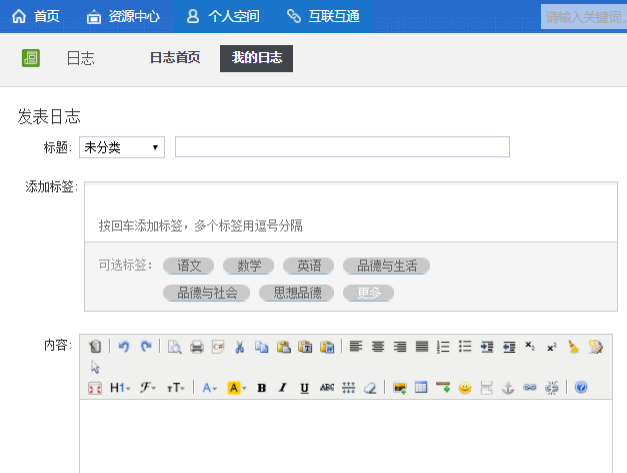 首页 资源中心 个人空间 互联互通 请输入关键词,
日志 日志首页 我的日志
发表日志
标题: 未分类
添加标签:
按回车添加标签，多个标签用逗号分隔
可选标签： 语文 数学 英语 品德与生活
品德与社会 思想品德 更多
内容:
H1 F TT A A B I U ABC